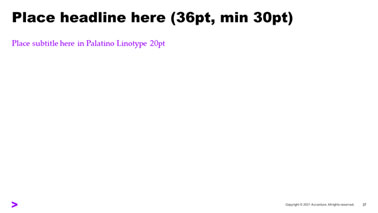 Place headline here (36pt, min 30pt)
Place subtitle here in Palatino Linotype 20pt
>
Copyright © 2021 Accenture. All rights reserved.